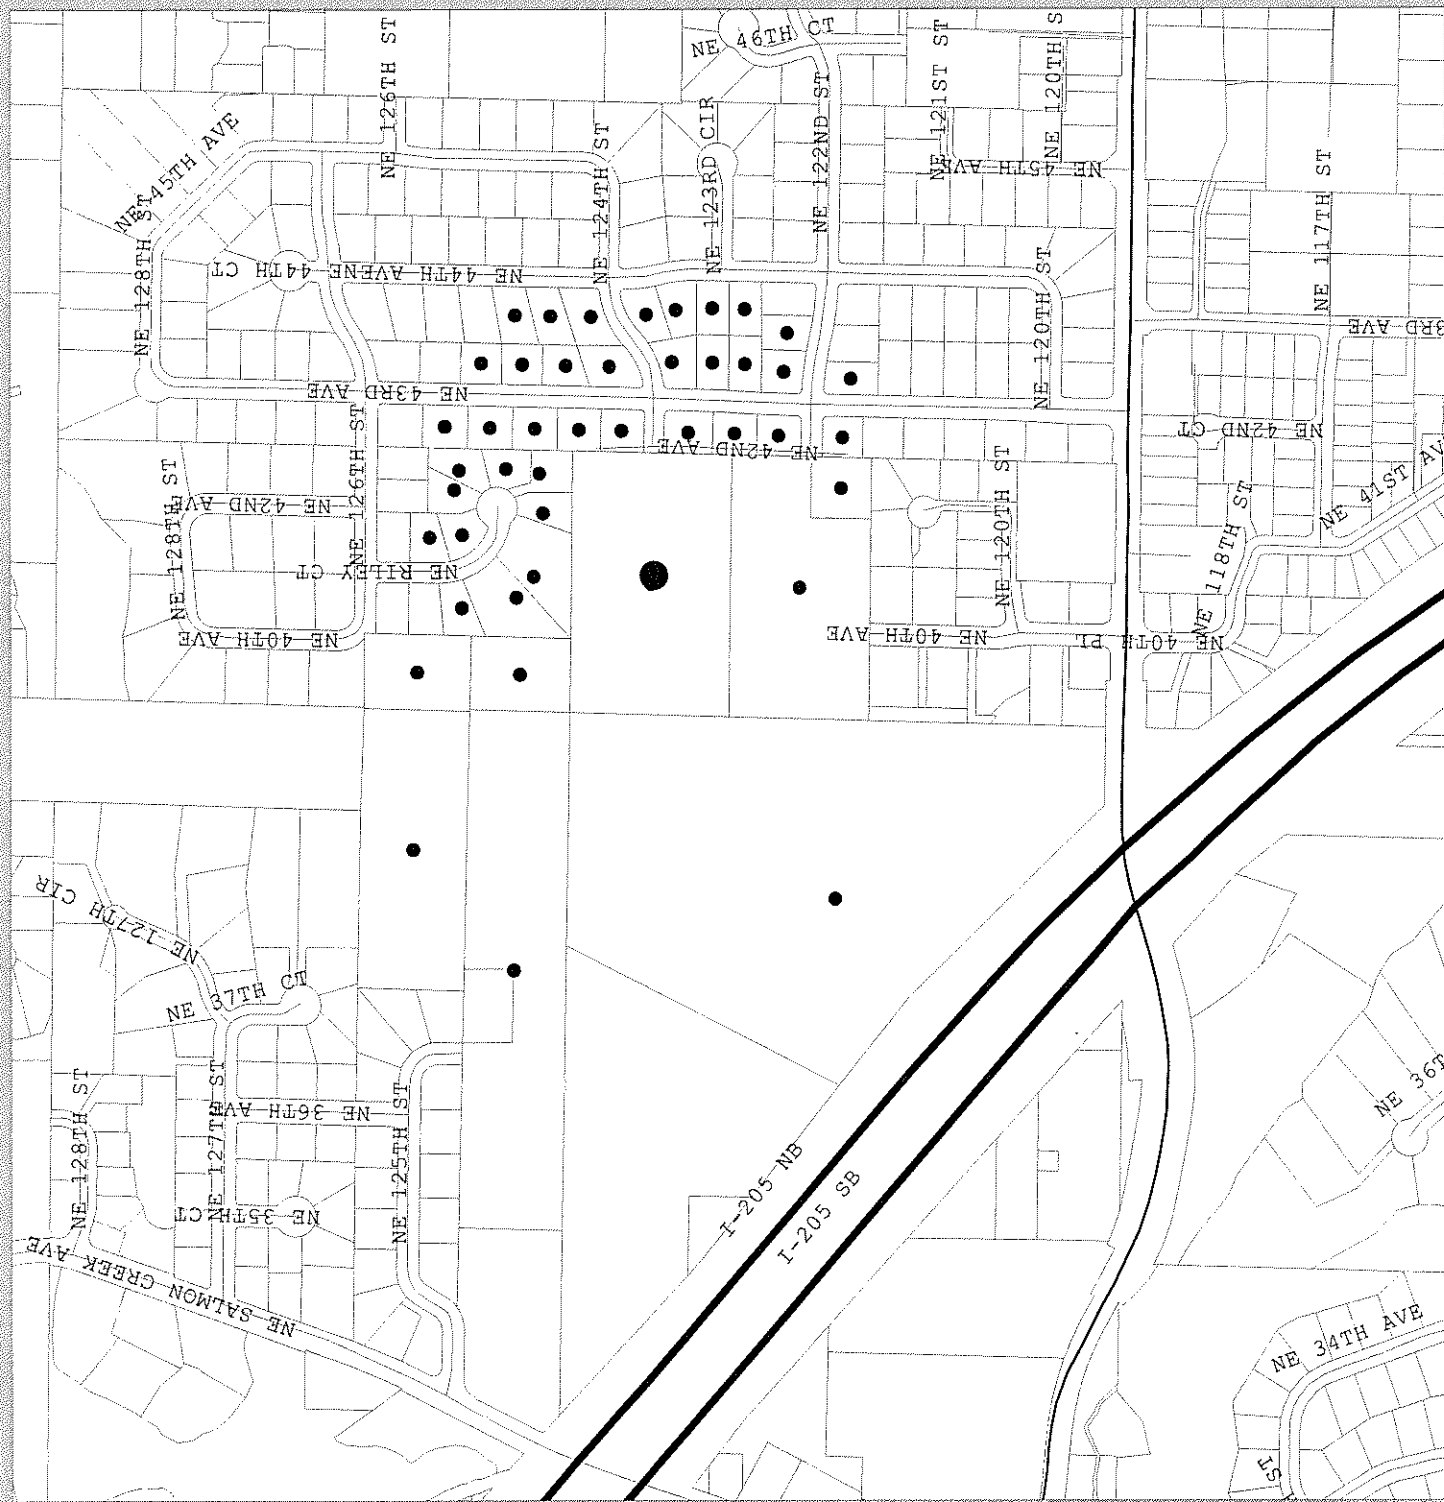 NE 46TH CT
NE 126TH ST
NE 121ST ST
NE 120TH S
NE 45TH AVE
NE 124TH ST
NE 123RD CIR
NE 122ND ST
NE 45TH AVE
NE 117TH ST
NE 128TH ST
44TH CT
NE 44TH AVENE
NE 120TH ST
3RD AVE
NE 43RD AVE
NE 42ND AVE
NE 42ND CT
NE 41ST AV
NE 128TH ST
NE 42ND AVE
NE 126TH ST
NE 120TH ST
NE 118TH ST
NE RILEY CT
NE 40TH AVE
NE 40TH AVE
NE 40TH PL
NE 127TH CIR
NE 37TH CT
NE 36T
NE 128TH ST
NE 127TH ST
NE 36TH AVE
NE 125TH ST
I-205 NB
I-205 SB
NE 35TH CT
NE SALMON CREEK AVE
NE 34TH AVE
ST